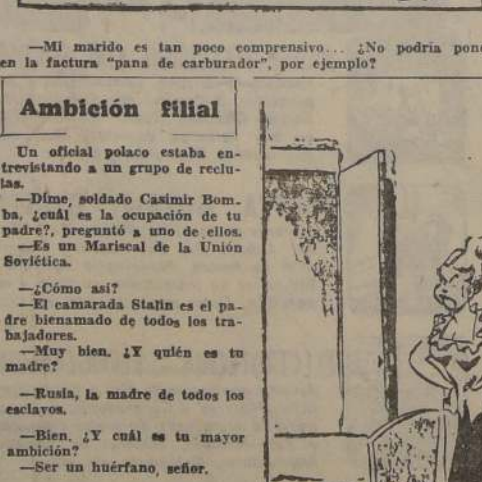 —Mi marido es tan poco comprensivo... ¿No podría pon
en la factura "pana de carburador", por ejemplo?
Ambición filial
Un oficial polaco estaba en-
trevistando a un grupo de reclu-
tas.
—Dime, soldado Casimir Bom-
ba, ¿cuál es la ocupación de tu
padre?, preguntó a uno de ellos.
—Es un Mariscal de la Unión
Soviética.
—¿Cómo así?
—El camarada Stalin es el pa-
dre bienamado de todos los tra-
bajadores.
—Muy bien. ¿Y quién es tu
madre?
—Rusia, la madre de todos los
esclavos.
—Bien. ¿Y cuál es tu mayor
ambición?
—Ser un huérfano, señor.